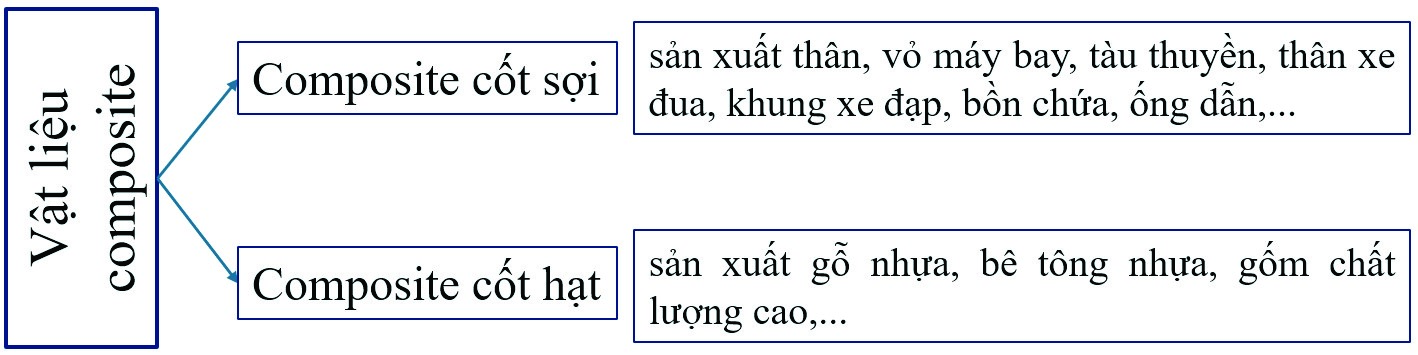 Vật liệu
composite
Composite cốt sợi
sản xuất thân, vỏ máy bay, tàu thuyền, thân xe
đua, khung xe đạp, bồn chứa, ống dẫn,...
Composite cốt hạt
sản xuất gỗ nhựa, bê tông nhựa, gốm chất
lượng cao,...